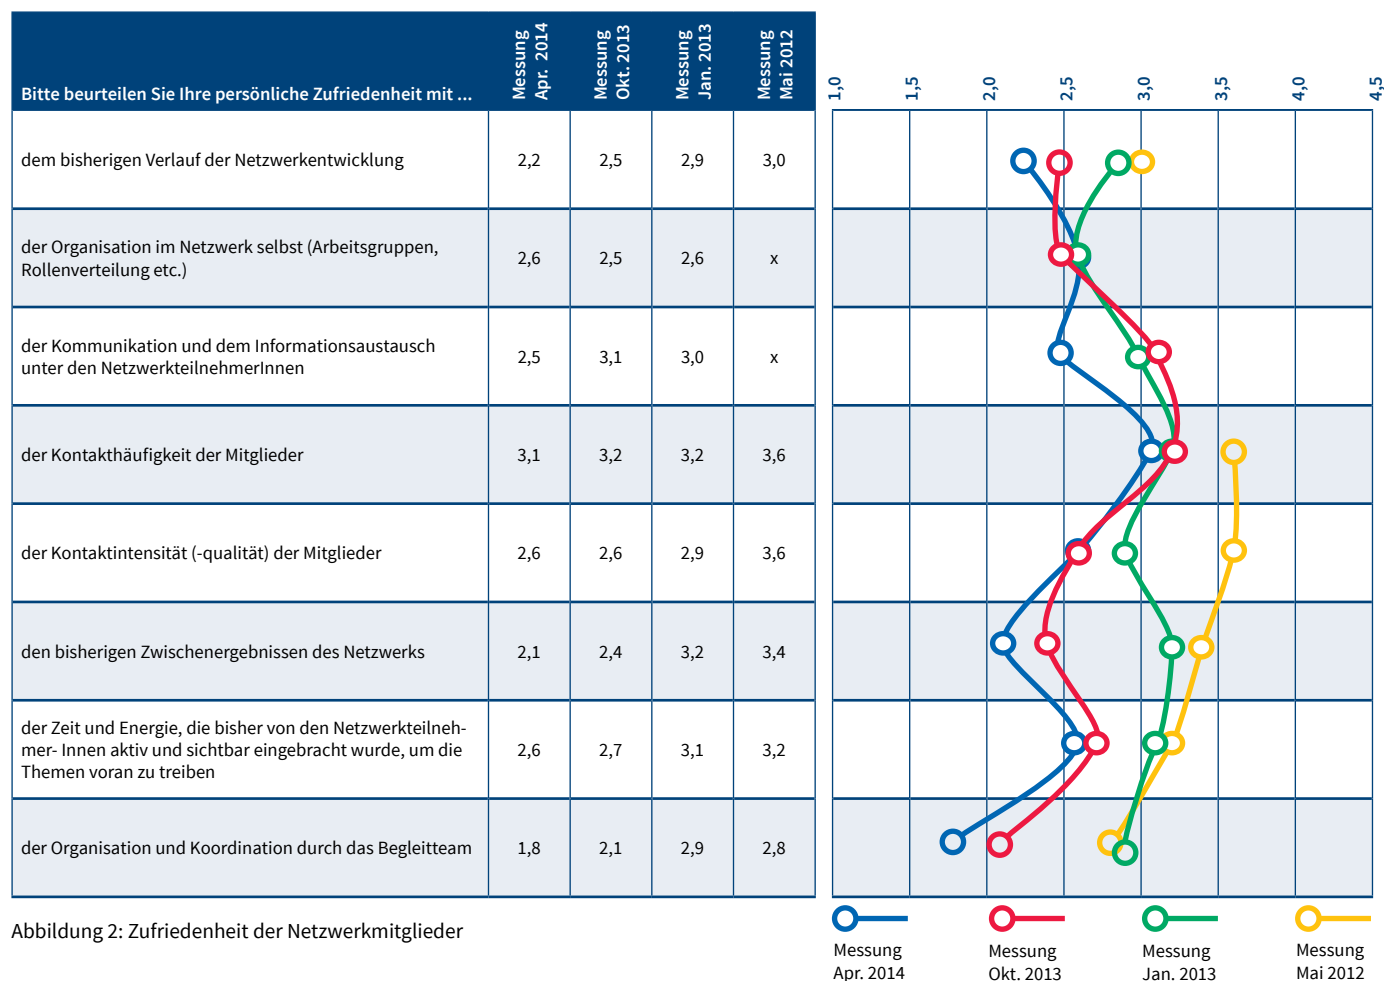 Bitte beurteilen Sie Ihre persönliche Zufriedenheit mit ...
Messung
Apr. 2014
Messung
Okt. 2013
Messung
Jan. 2013
Messung
Mai 2012
1,0
1,5
2,0
2,5
3,0
3,5
4,0
4,5
dem bisherigen Verlauf der Netzwerkentwicklung 2,2 2,5 2,9 3,0
der Organisation im Netzwerk selbst (Arbeitsgruppen,
Rollenverteilung etc.) 2,6 2,5 2,6 x
der Kommunikation und dem Informationsaustausch
unter den NetzwerkteilnehmerInnen 2,5 3,1 3,0 x
der Kontakthäufigkeit der Mitglieder 3,1 3,2 3,2 3,6
der Kontaktintensität (-qualität) der Mitglieder 2,6 2,6 2,9 3,6
den bisherigen Zwischenergebnissen des Netzwerks 2,1 2,4 3,2 3,4
der Zeit und Energie, die bisher von den Netzwerkteilneh-
mer- Innen aktiv und sichtbar eingebracht wurde, um die 2,6 2,7 3,1 3,2
Themen voran zu treiben
der Organisation und Koordination durch das Begleitteam 1,8 2,1 2,9 2,8
Abbildung 2: Zufriedenheit der Netzwerkmitglieder
Messung
Apr. 2014
Messung
Okt. 2013
Messung
Jan. 2013
Messung
Mai 2012